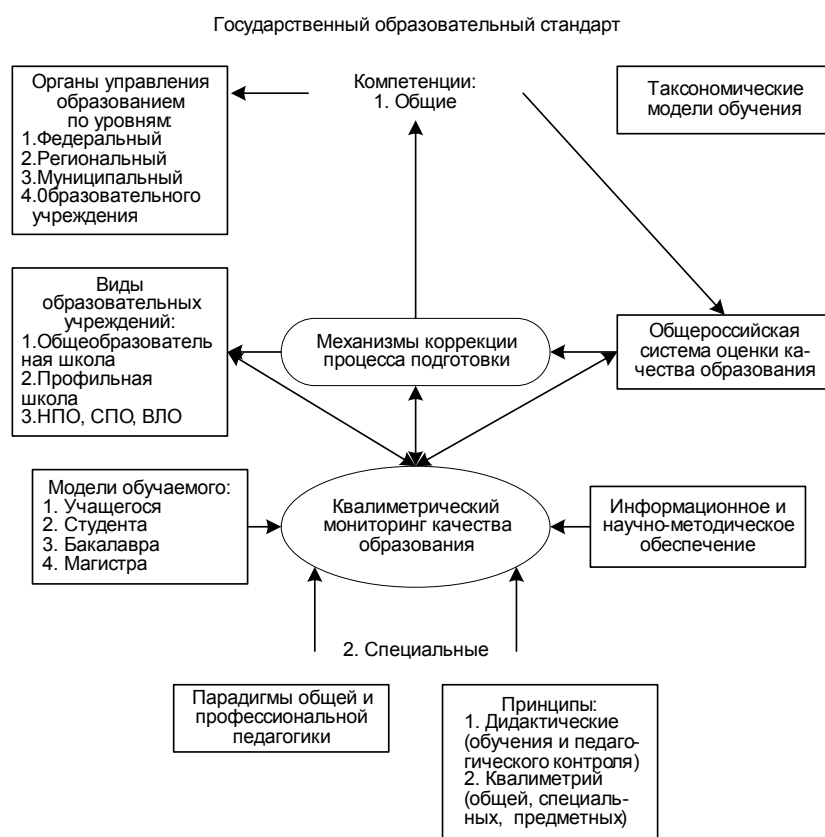 Государственный образовательный стандарт
Органы управления
образованием
по уровням:
1.Федеральный
2.Региональный
3.Муниципальный
4.Образовательного
учреждения
Компетенции:
1. Общие
Таксономические
модели обучения
Виды
образовательных
учреждений:
1.Общеобразователь
ная школа
2.Профильная
школа
3.НПО, СПО, ВЛО
Механизмы коррекции
процесса подготовки
Общероссийская
система оценки ка-
чества образования
Модели обучаемого:
1. Учащегося
2. Студента
3. Бакалавра
4. Магистра
Квалиметрический
мониторинг качества
образования
Информационное и
научно-методическое
обеспечение
2. Специальные
Парадигмы общей и
профессиональной
педагогики
Принципы:
1. Дидактические
(обучения и педаго-
гического контроля)
2. Квалиметрий
(общей, специаль-
ных, предметных)